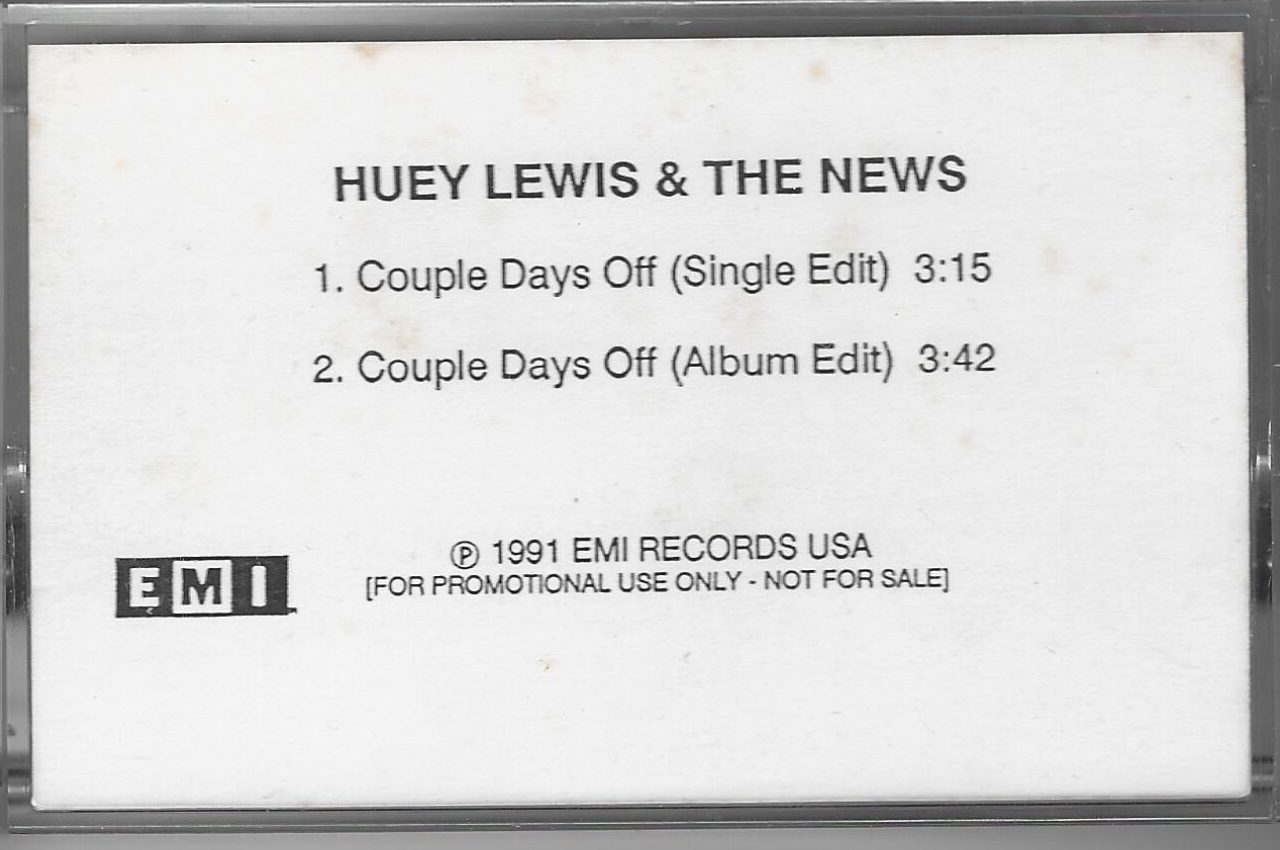 HUEY LEWIS & THE NEWS
1. Couple Days Off (Single Edit) 3:15
2. Couple Days Off (Album Edit) 3:42
℗ 1991 EMI RECORDS USA
[FOR PROMOTIONAL USE ONLY - NOT FOR SALE]
EMI